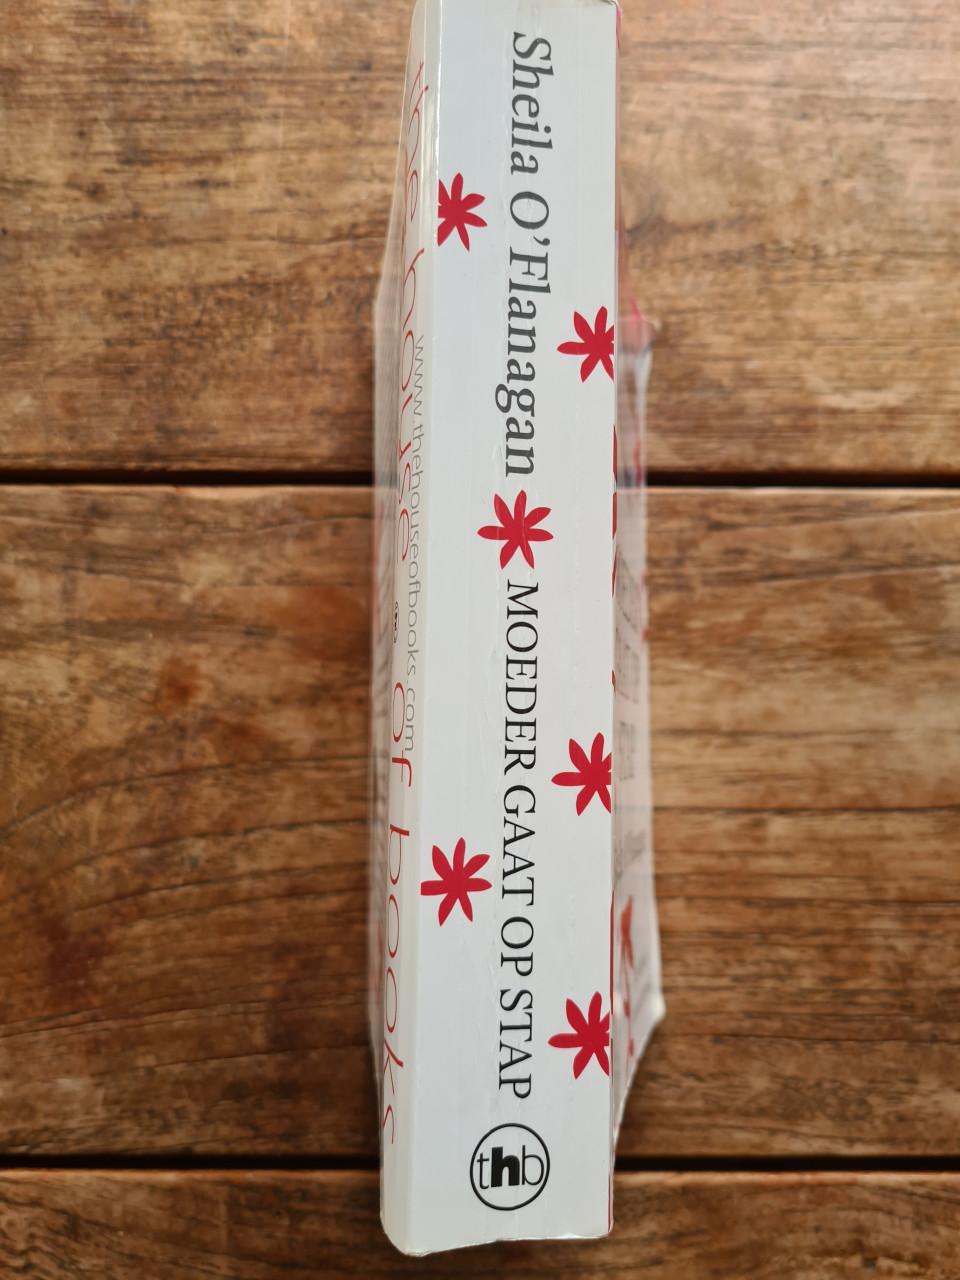 Sheila O'Flanagan
MOEDER GAAT OP STAP
thb
www.thehouseofbooks.com
the house of books